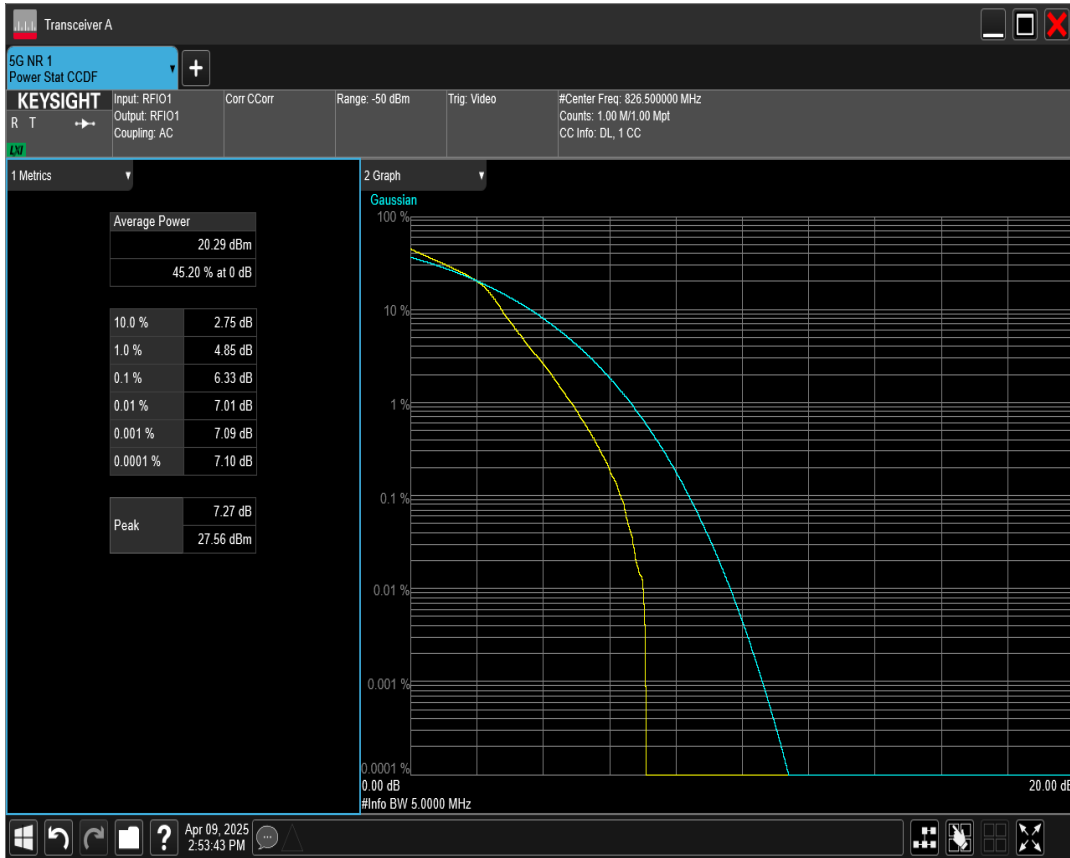 Transceiver A
5G NR 1
Power Stat CCDF
+
KEYSIGHT
R T
LXI
Input: RFIO1
Output: RFIO1
Coupling: AC
Corr CCorr
Range: -50 dBm
Trig: Video
#Center Freq: 826.500000 MHz
Counts: 1.00 M/1.00 Mpt
CC Info: DL, 1 CC
1 Metrics
Average Power
20.29 dBm
45.20 % at 0 dB
10.0 % 2.75 dB
1.0 % 4.85 dB
0.1 % 6.33 dB
0.01 % 7.01 dB
0.001 % 7.09 dB
0.0001 % 7.10 dB
Peak 7.27 dB
27.56 dBm
2 Graph
Gaussian
100 %
10 %
1 %
0.1 %
0.01 %
0.001 %
0.0001 %
0.00 dB 20.00 dB
#Info BW 5.0000 MHz
?
Apr 09, 2025
2:53:43 PM